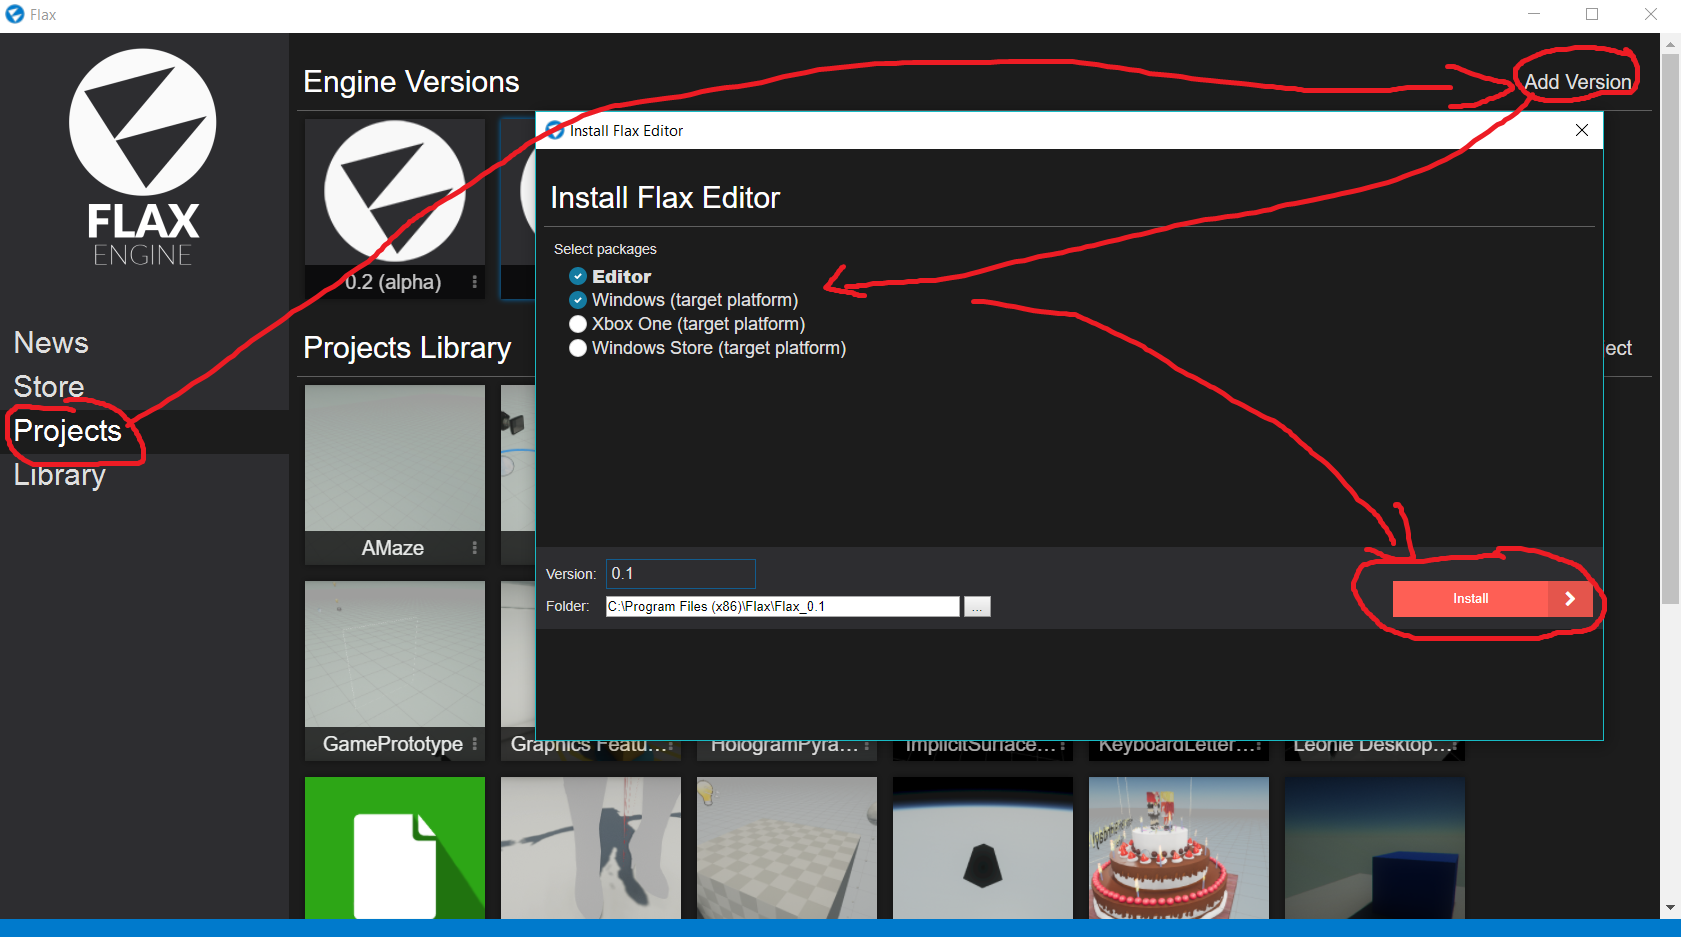 Flax
FLAX
ENGINE
News
Store
Projects
Library
Engine Versions
Add Version
0.2 (alpha)
Projects Library
ect
AMaze
GamePrototype
Graphics Featu...
HologramPyra...
ImplicitSurface...
KeyboardLetter...
Leonie Desktop...
Install Flax Editor
Install Flax Editor
Select packages
Editor
Windows (target platform)
Xbox One (target platform)
Windows Store (target platform)
Version: 0.1
Folder: C:\Program Files (x86)\Flax\Flax_0.1 ...
Install